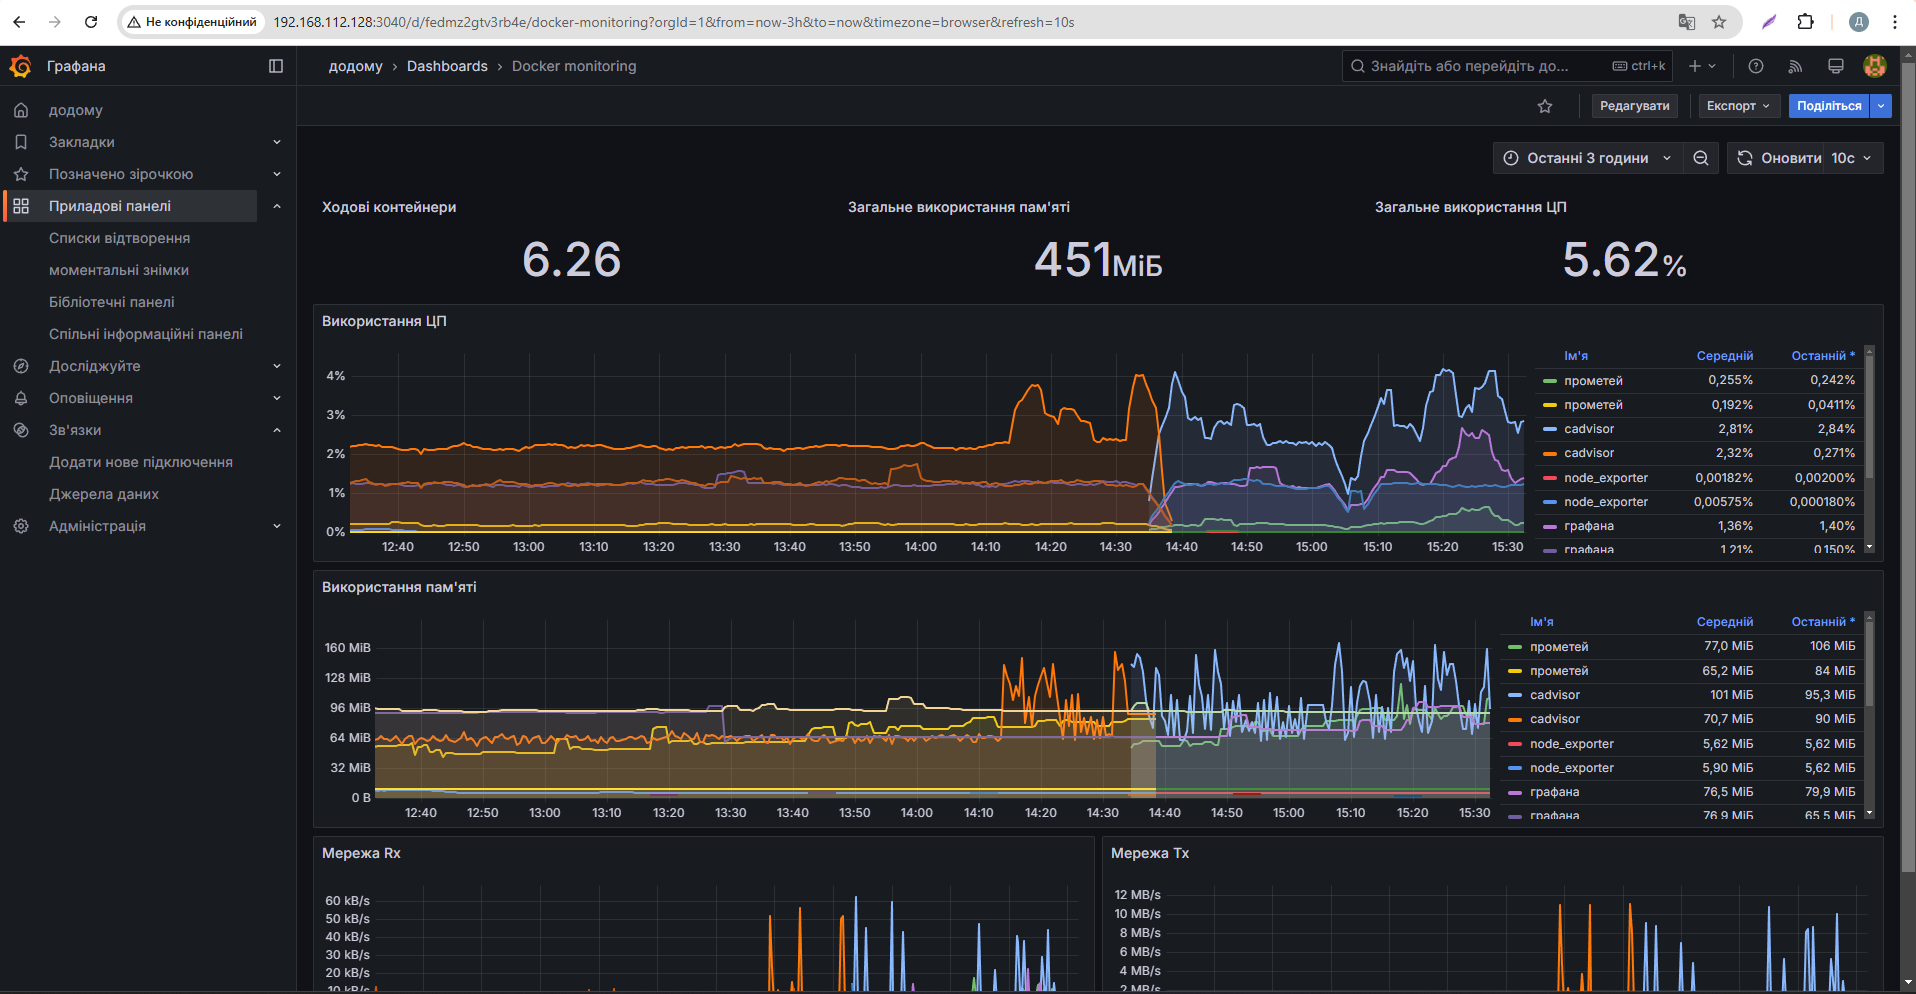 Не конфіденційний 192.168.112.128:3040/d/fedmz2gtv3rb4e/docker-monitoring?orgId=1&from=now-3h&to=now&timezone=browser&refresh=10s Д
Графана
додому › Dashboards › Docker monitoring
Знайдіть або перейдіть до... ctrl+k
Редагувати Експорт Поділіться
додому
Закладки
Позначено зірочкою
Приладові панелі
Списки відтворення
моментальні знімки
Бібліотечні панелі
Спільні інформаційні панелі
Досліджуйте
Оповіщення
Зв'язки
Додати нове підключення
Джерела даних
Адміністрація
Останні 3 години Оновити 10с
Ходові контейнери Загальне використання пам'яті Загальне використання ЦП
6.26 451МіБ 5.62%
Використання ЦП
4%
3%
2%
1%
0%
12:40 12:50 13:00 13:10 13:20 13:30 13:40 13:50 14:00 14:10 14:20 14:30 14:40 14:50 15:00 15:10 15:20 15:30
Ім'я Середній Останній *
прометей 0,255% 0,242%
прометей 0,192% 0,0411%
cadvisor 2,81% 2,84%
cadvisor 2,32% 0,271%
node_exporter 0,00182% 0,00200%
node_exporter 0,00575% 0,000180%
графана 1,36% 1,40%
графана 1,21% 0,150%
Використання пам'яті
160 MiB
128 MiB
96 MiB
64 MiB
32 MiB
0 B
12:40 12:50 13:00 13:10 13:20 13:30 13:40 13:50 14:00 14:10 14:20 14:30 14:40 14:50 15:00 15:10 15:20 15:30
Ім'я Середній Останній *
прометей 77,0 МіБ 106 МіБ
прометей 65,2 МіБ 84 МіБ
cadvisor 101 МіБ 95,3 МіБ
cadvisor 70,7 МіБ 90 МіБ
node_exporter 5,62 МіБ 5,62 МіБ
node_exporter 5,90 МіБ 5,62 МіБ
графана 76,5 МіБ 79,9 МіБ
графана 76,9 МіБ 65,5 МіБ
Мережа Rx
60 kB/s
50 kB/s
40 kB/s
30 kB/s
20 kB/s
10 kB/s
Мережа Tx
12 MB/s
10 MB/s
8 MB/s
6 MB/s
4 MB/s
2 MB/s